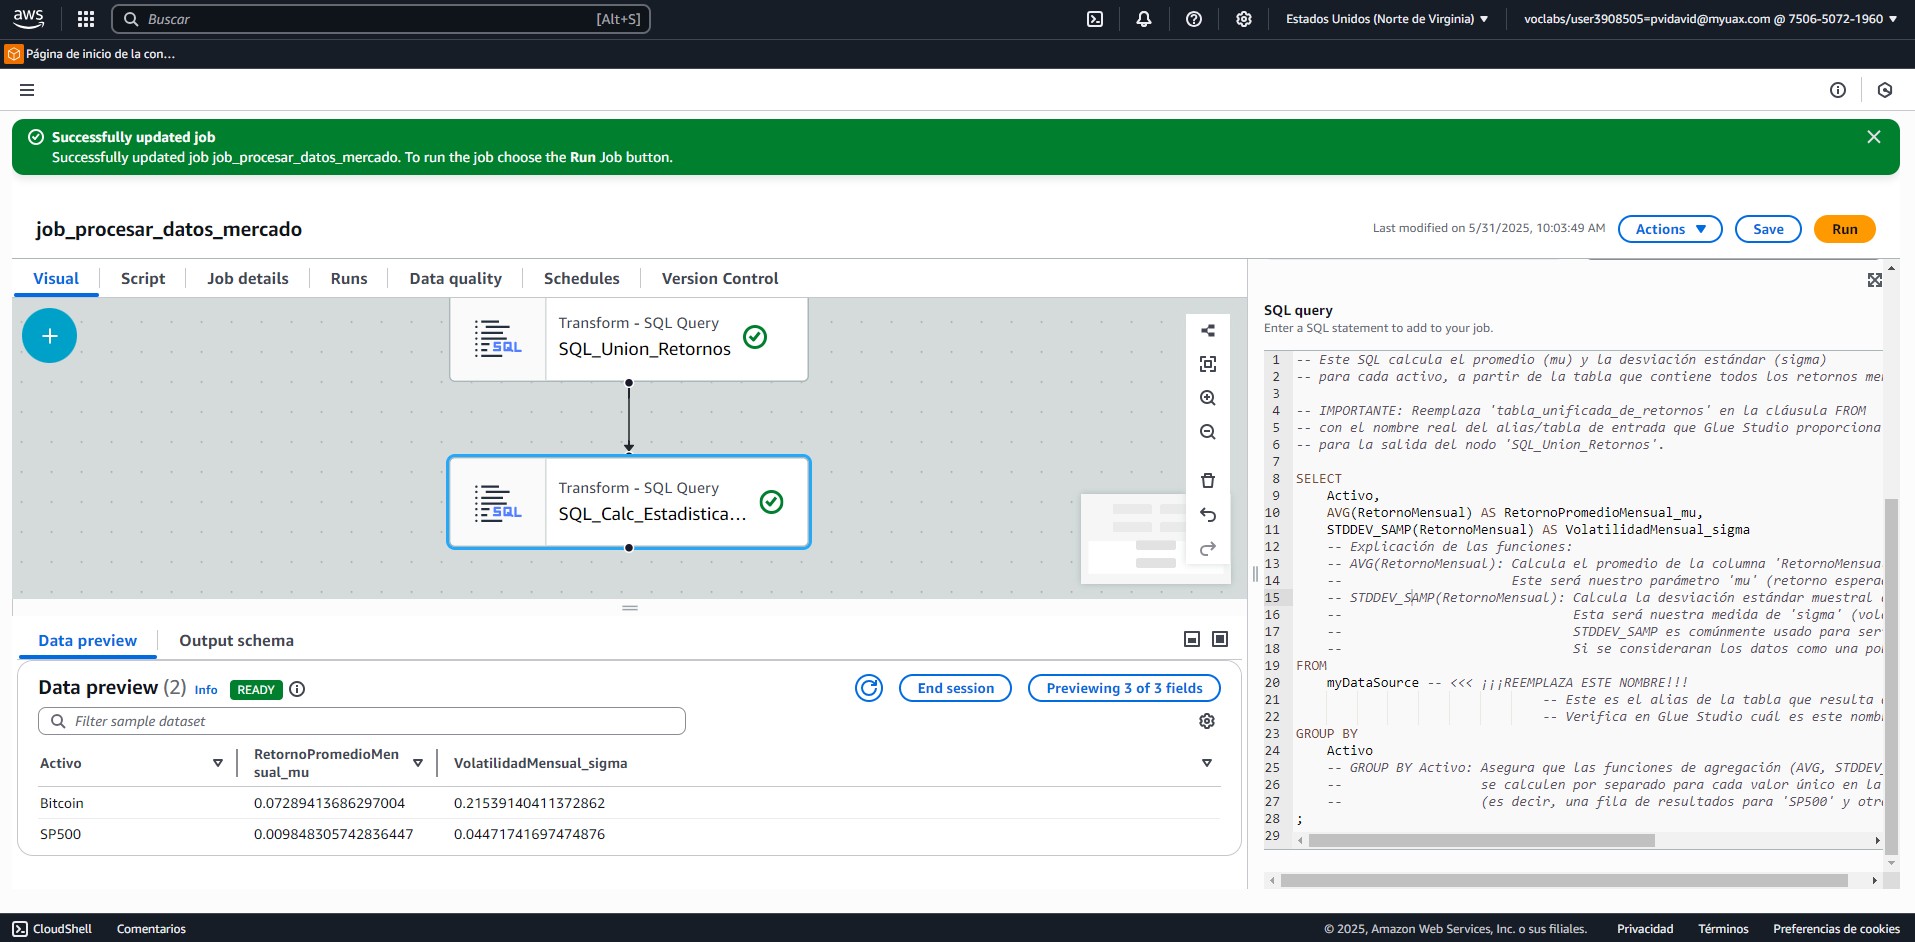 aws
Buscar
[Alt+S]
Estados Unidos (Norte de Virginia) ▼
voclabs/user3908505=pvidavid@myuax.com @ 7506-5072-1960 ▼
Página de inicio de la con...
Successfully updated job
Successfully updated job job_procesar_datos_mercado. To run the job choose the Run Job button.
job_procesar_datos_mercado
Last modified on 5/31/2025, 10:03:49 AM
Actions ▼
Save
Run
Visual
Script
Job details
Runs
Data quality
Schedules
Version Control
Transform - SQL Query
SQL_Union_Retornos
Transform - SQL Query
SQL_Calc_Estadistica...
SQL
SQL
Data preview
Output schema
Data preview (2) Info READY
End session
Previewing 3 of 3 fields
Filter sample dataset
Activo
RetornoPromedioMen
sual_mu
VolatilidadMensual_sigma
Bitcoin 0.07289413686297004 0.21539140411372862
SP500 0.009848305742836447 0.04471741697474876
SQL query
Enter a SQL statement to add to your job.
1 -- Este SQL calcula el promedio (mu) y la desviación estándar (sigma)
2 -- para cada activo, a partir de la tabla que contiene todos los retornos me
3
4 -- IMPORTANTE: Reemplaza 'tabla_unificada_de_retornos' en la cláusula FROM
5 -- con el nombre real del alias/tabla de entrada que Glue Studio proporciona
6 -- para la salida del nodo 'SQL_Union_Retornos'.
7
8 SELECT
9 Activo,
10 AVG(RetornoMensual) AS RetornoPromedioMensual_mu,
11 STDDEV_SAMP(RetornoMensual) AS VolatilidadMensual_sigma
12 -- Explicación de las funciones:
13 -- AVG(RetornoMensual): Calcula el promedio de la columna 'RetornoMensua
14 -- Este será nuestro parámetro 'mu' (retorno espera
15 -- STDDEV_SAMP(RetornoMensual): Calcula la desviación estándar muestral
16 -- Esta será nuestra medida de 'sigma' (vol
17 -- STDDEV_SAMP es comúnmente usado para ser
18 -- Si se consideraran los datos como una po
19 FROM
20 myDataSource -- <<< ¡¡¡REEMPLAZA ESTE NOMBRE!!!
21 -- Este es el alias de la tabla que resulta
22 -- Verifica en Glue Studio cuál es este nomb
23 GROUP BY
24 Activo
25 -- GROUP BY Activo: Asegura que las funciones de agregación (AVG, STDDEV_
26 -- se calculen por separado para cada valor único en la
27 -- (es decir, una fila de resultados para 'SP500' y otr
28 ;
29
CloudShell
Comentarios
© 2025, Amazon Web Services, Inc. o sus filiales.
Privacidad
Términos
Preferencias de cookies